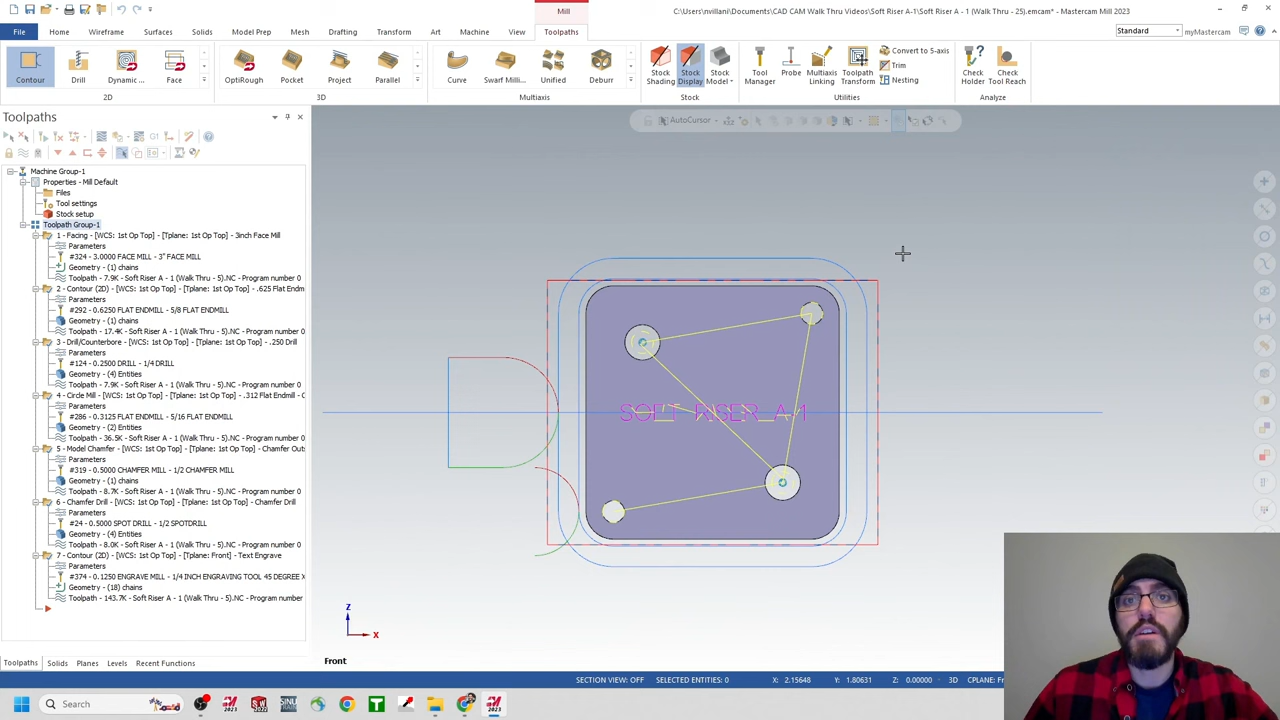 Mill
C:\Users\nvillani\Documents\CAD CAM Walk Thru Videos\Soft Riser A-1\Soft Riser A - 1 (Walk Thru - 25).emcam* - Mastercam Mill 2023
File
Home
Wireframe
Surfaces
Solids
Model Prep
Mesh
Drafting
Transform
Art
Machine
View
Toolpaths
Standard
myMastercam
Contour
Drill
Dynamic ...
Face
OptiRough
Pocket
Project
Parallel
Curve
Swarf Milli...
Unified
Deburr
Stock Shading
Stock Display
Stock Model
Tool Manager
Probe
Multiaxis Linking
Toolpath Transform
Convert to 5-axis
Trim
Nesting
Check Holder
Check Tool Reach
2D
3D
Multiaxis
Stock
Utilities
Analyze
Toolpaths
AutoCursor
G1
Machine Group-1
Properties - Mill Default
Files
Tool settings
Stock setup
Toolpath Group-1
1 - Facing - [WCS: 1st Op Top] - [Tplane: 1st Op Top] - 3inch Face Mill
Parameters
#324 - 3.0000 FACE MILL - 3" FACE MILL
Geometry - (1) chains
Toolpath - 7.9K - Soft Riser A - 1 (Walk Thru - 5).NC - Program number 0
2 - Contour (2D) - [WCS: 1st Op Top] - [Tplane: 1st Op Top] - .625 Flat Endmill
Parameters
#292 - 0.6250 FLAT ENDMILL - 5/8 FLAT ENDMILL
Geometry - (1) chains
Toolpath - 17.4K - Soft Riser A - 1 (Walk Thru - 5).NC - Program number
3 - Drill/Counterbore - [WCS: 1st Op Top] - [Tplane: 1st Op Top] - .250 Drill
Parameters
#124 - 0.2500 DRILL - 1/4 DRILL
Geometry - (4) Entities
Toolpath - 7.9K - Soft Riser A - 1 (Walk Thru - 5).NC - Program number 0
4 - Circle Mill - [WCS: 1st Op Top] - [Tplane: 1st Op Top] - .312 Flat Endmill -
Parameters
#286 - 0.3125 FLAT ENDMILL - 5/16 FLAT ENDMILL
Geometry - (2) Entities
Toolpath - 36.5K - Soft Riser A - 1 (Walk Thru - 5).NC - Program number
5 - Model Chamfer - [WCS: 1st Op Top] - [Tplane: 1st Op Top] - Chamfer Outs
Parameters
#319 - 0.5000 CHAMFER MILL - 1/2 CHAMFER MILL
Geometry - (1) chains
Toolpath - 8.7K - Soft Riser A - 1 (Walk Thru - 5).NC - Program number 0
6 - Chamfer Drill - [WCS: 1st Op Top] - [Tplane: 1st Op Top] - Chamfer Drill
Parameters
#24 - 0.5000 SPOT DRILL - 1/2 SPOTDRILL
Geometry - (4) Entities
Toolpath - 8.0K - Soft Riser A - 1 (Walk Thru - 5).NC - Program number 0
7 - Contour (2D) - [WCS: 1st Op Top] - [Tplane: Front] - Text Engrave
Parameters
#374 - 0.1250 ENGRAVE MILL - 1/4 INCH ENGRAVING TOOL 45 DEGREE X
Geometry - (18) chains
Toolpath - 143.7K - Soft Riser A - 1 (Walk Thru - 5).NC - Program number
SOFT RISER A-1
Z
X
Front
Toolpaths
Solids
Planes
Levels
Recent Functions
SECTION VIEW: OFF
SELECTED ENTITIES: 0
X: 2.15648
Y: 1.80631
Z: 0.00000
3D
CPLANE:
Search
2023
2023